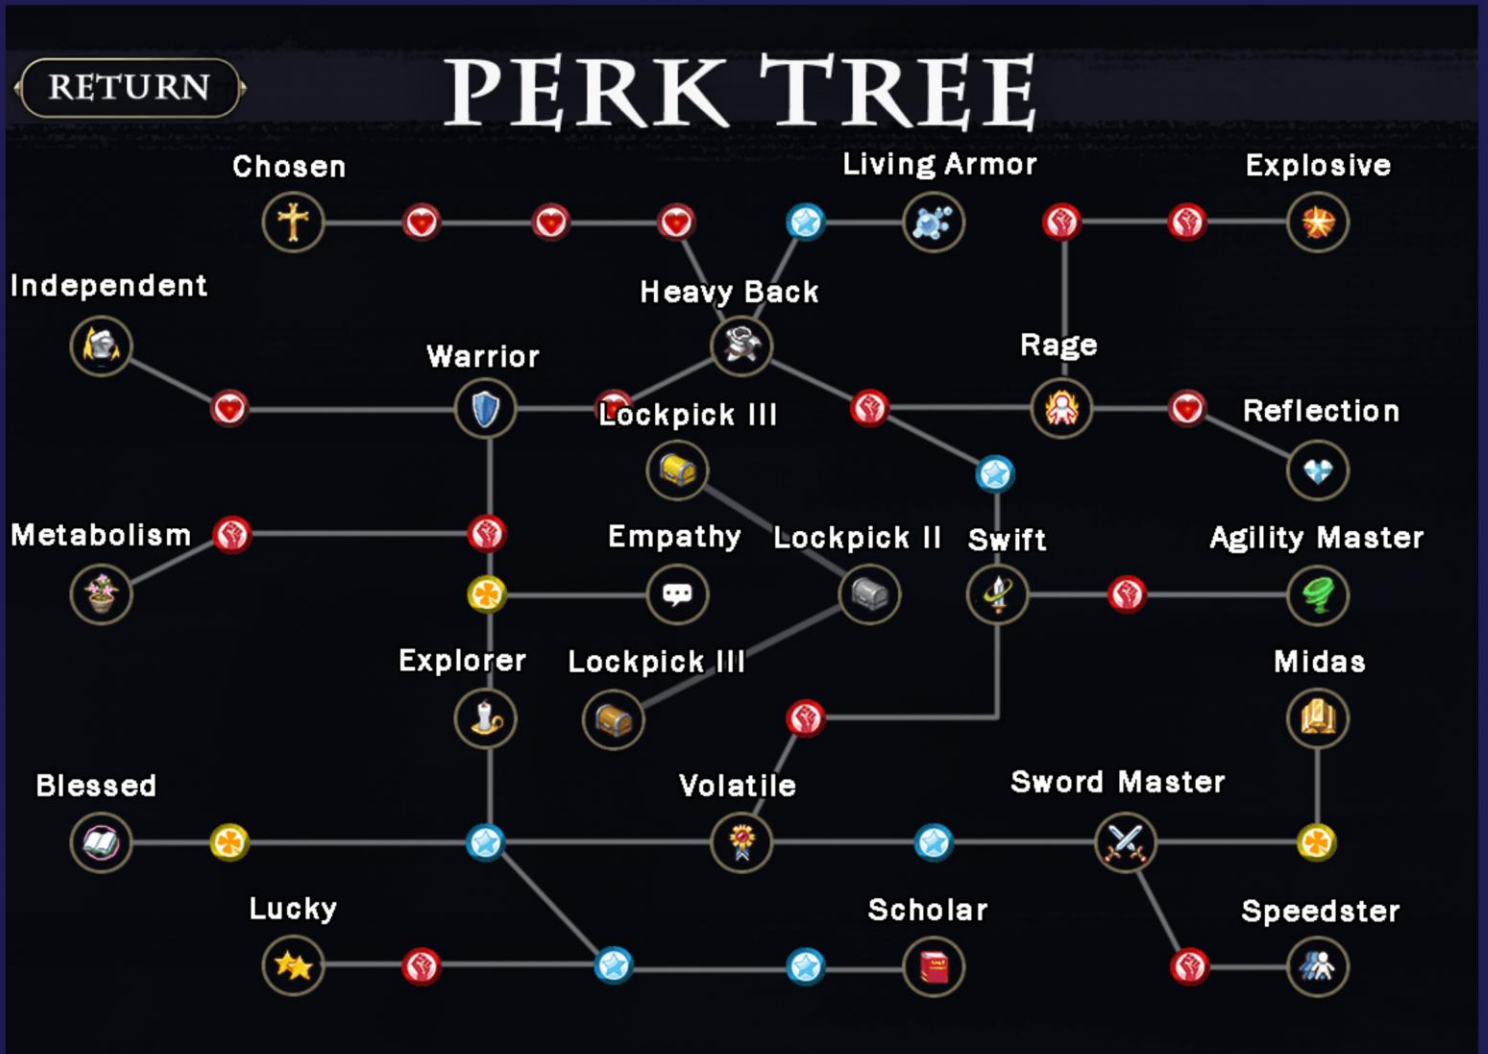 PERK TREE
RETURN
Chosen
Living Armor
Explosive
Independent
Heavy Back
Warrior
Rage
Lockpick III
Reflection
Metabolism
Empathy
Lockpick II
Swift
Agility Master
Explorer
Lockpick III
Midas
Blessed
Volatile
Sword Master
Lucky
Scholar
Speedster